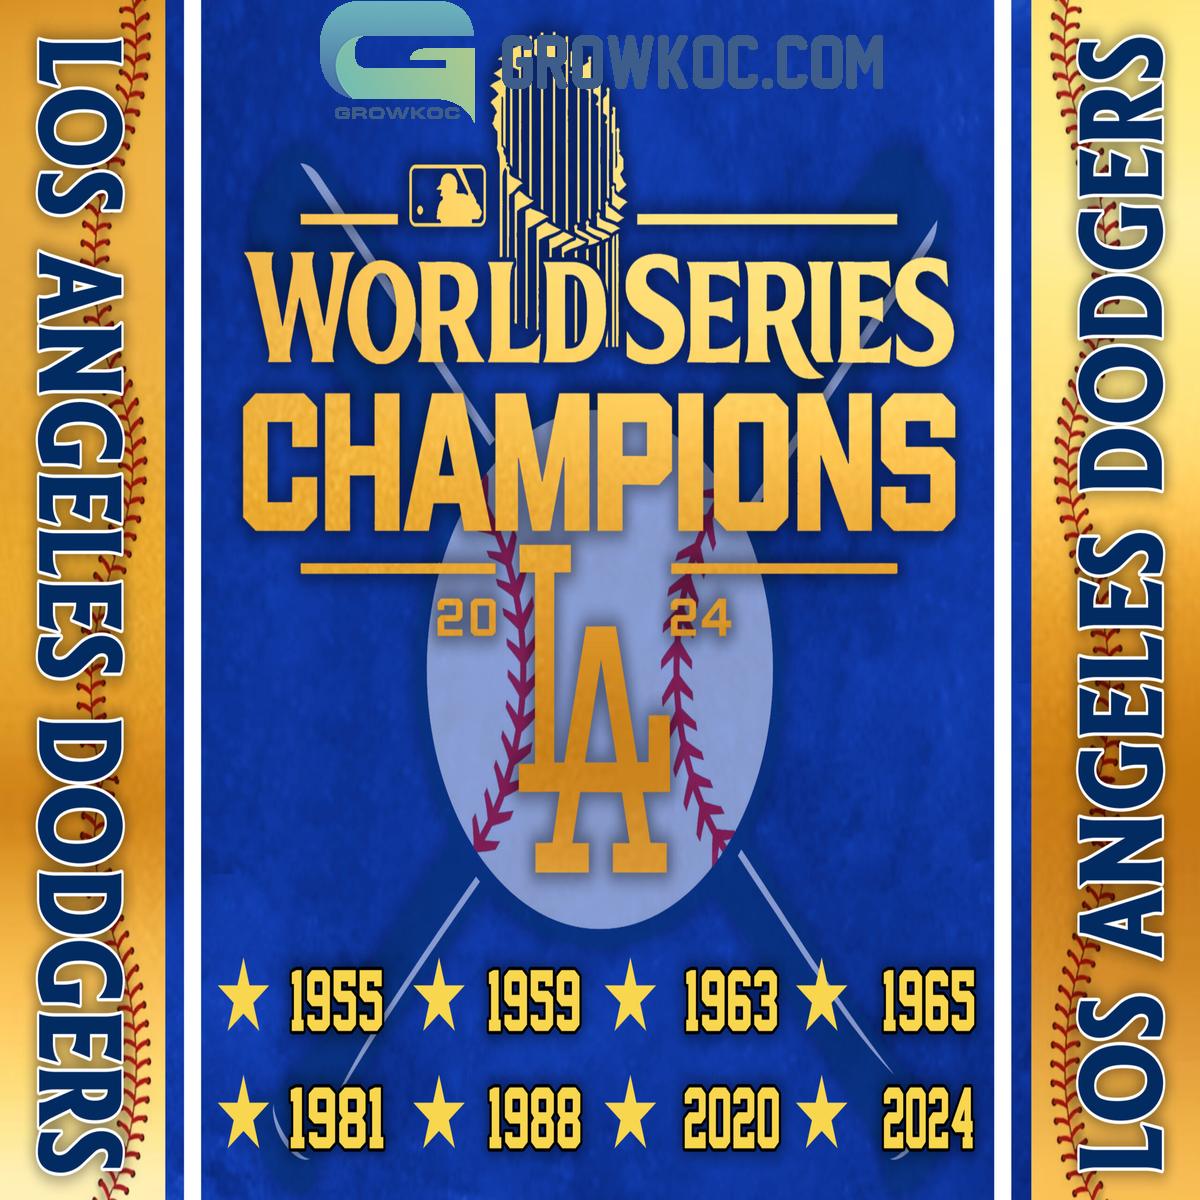 GROWKOC.COM
GROWKOC
WORLD SERIES
CHAMPIONS
20 24
LA
1955 1959 1963 1965
1981 1988 2020 2024
LOS ANGELES DODGERS
LOS ANGELES DODGERS